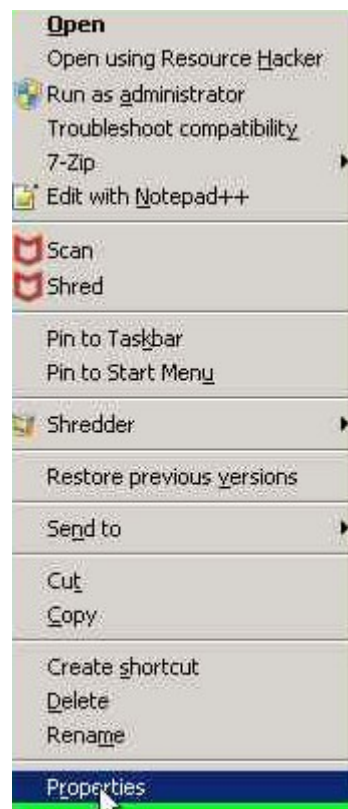 Open
Open using Resource Hacker
Run as administrator
Troubleshoot compatibility
7-Zip
Edit with Notepad++
Scan
Shred
Pin to Taskbar
Pin to Start Menu
Shredder
Restore previous versions
Send to
Cut
Copy
Create shortcut
Delete
Rename
Properties